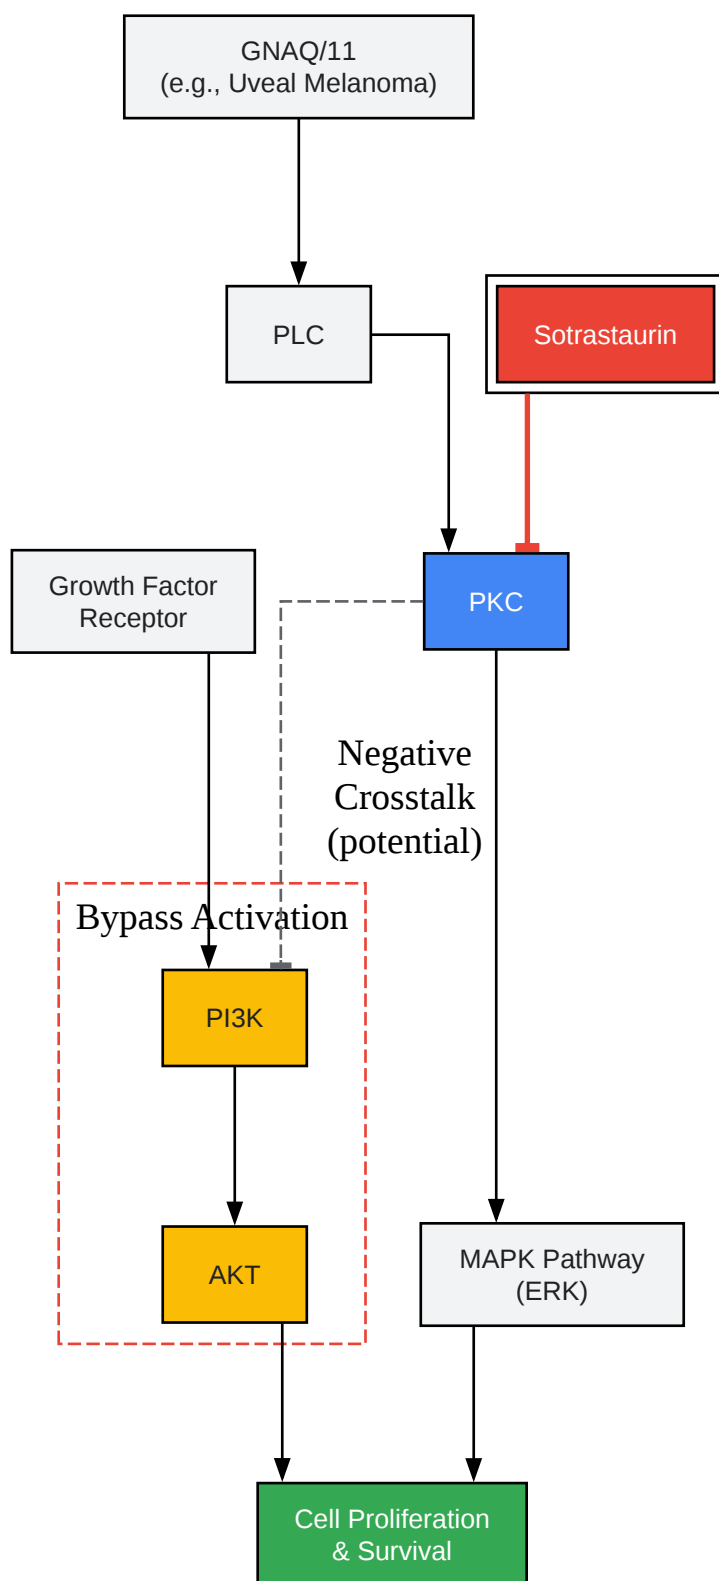 GNAQ/11
(e.g., Uveal Melanoma)
PLC
Sotrastaurin
Growth Factor
Receptor
PKC
Negative
Crosstalk
(potential)
Bypass Activation
PI3K
AKT
MAPK Pathway
(ERK)
Cell Proliferation
& Survival